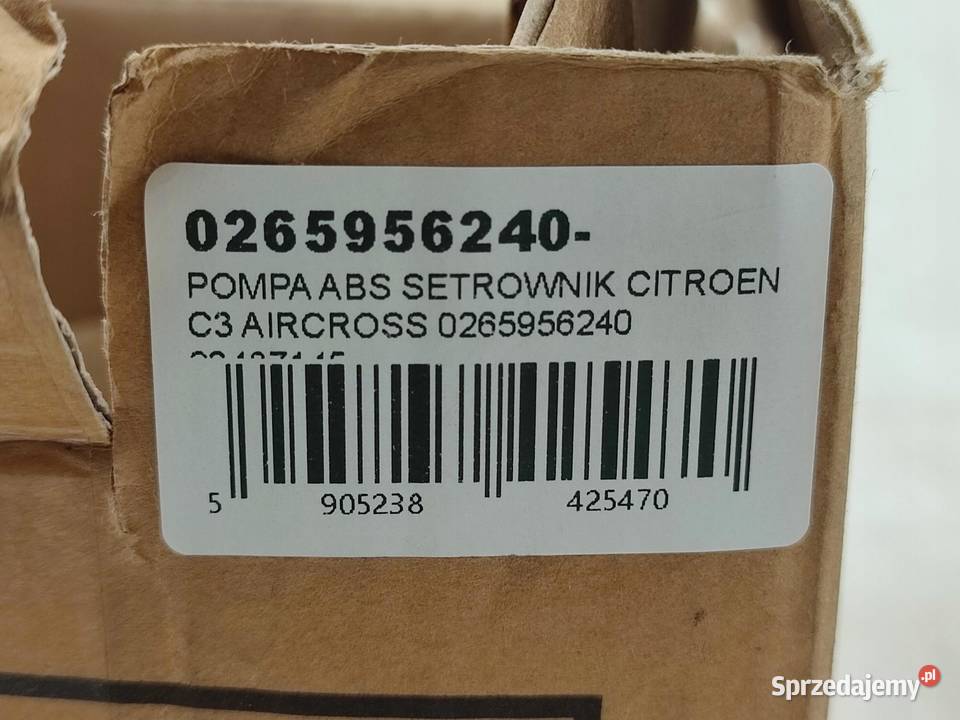 0265956240-
POMPA ABS SETROWNIK CITROEN
C3 AIRCROSS 0265956240
5 905238 425470
Sprzedajemy.pl